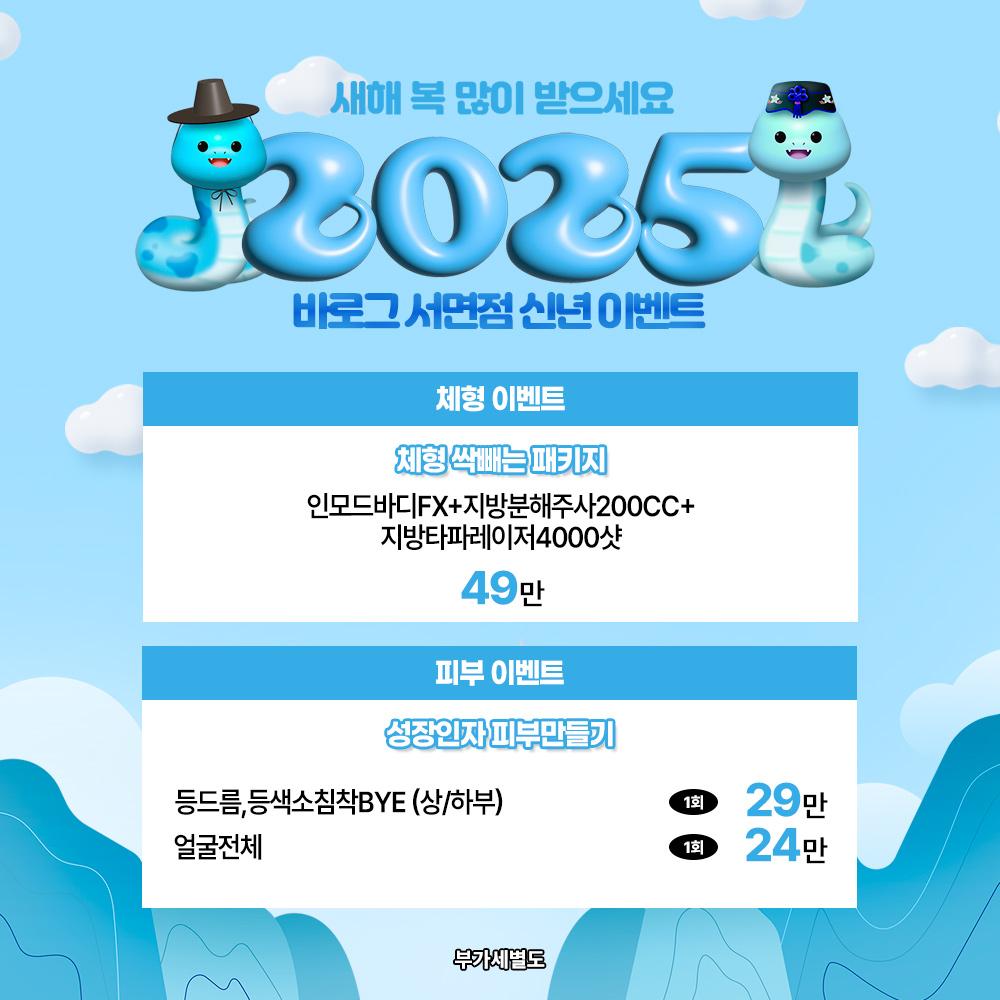 새해 복 많이 받으세요
2025
바로그 서면점 신년 이벤트
체형 이벤트
체형 싹빼는 패키지
인모드바디FX+지방분해주사200CC+
지방타파레이저4000샷
49만
피부 이벤트
성장인자 피부만들기
등드름,등색소침착BYE (상/하부) 1회 29만
얼굴전체 1회 24만
부가세별도